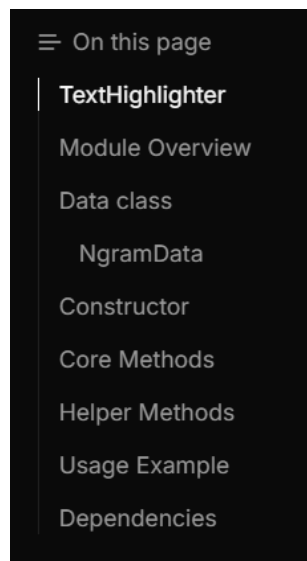 On this page
TextHighlighter
Module Overview
Data class
NgramData
Constructor
Core Methods
Helper Methods
Usage Example
Dependencies